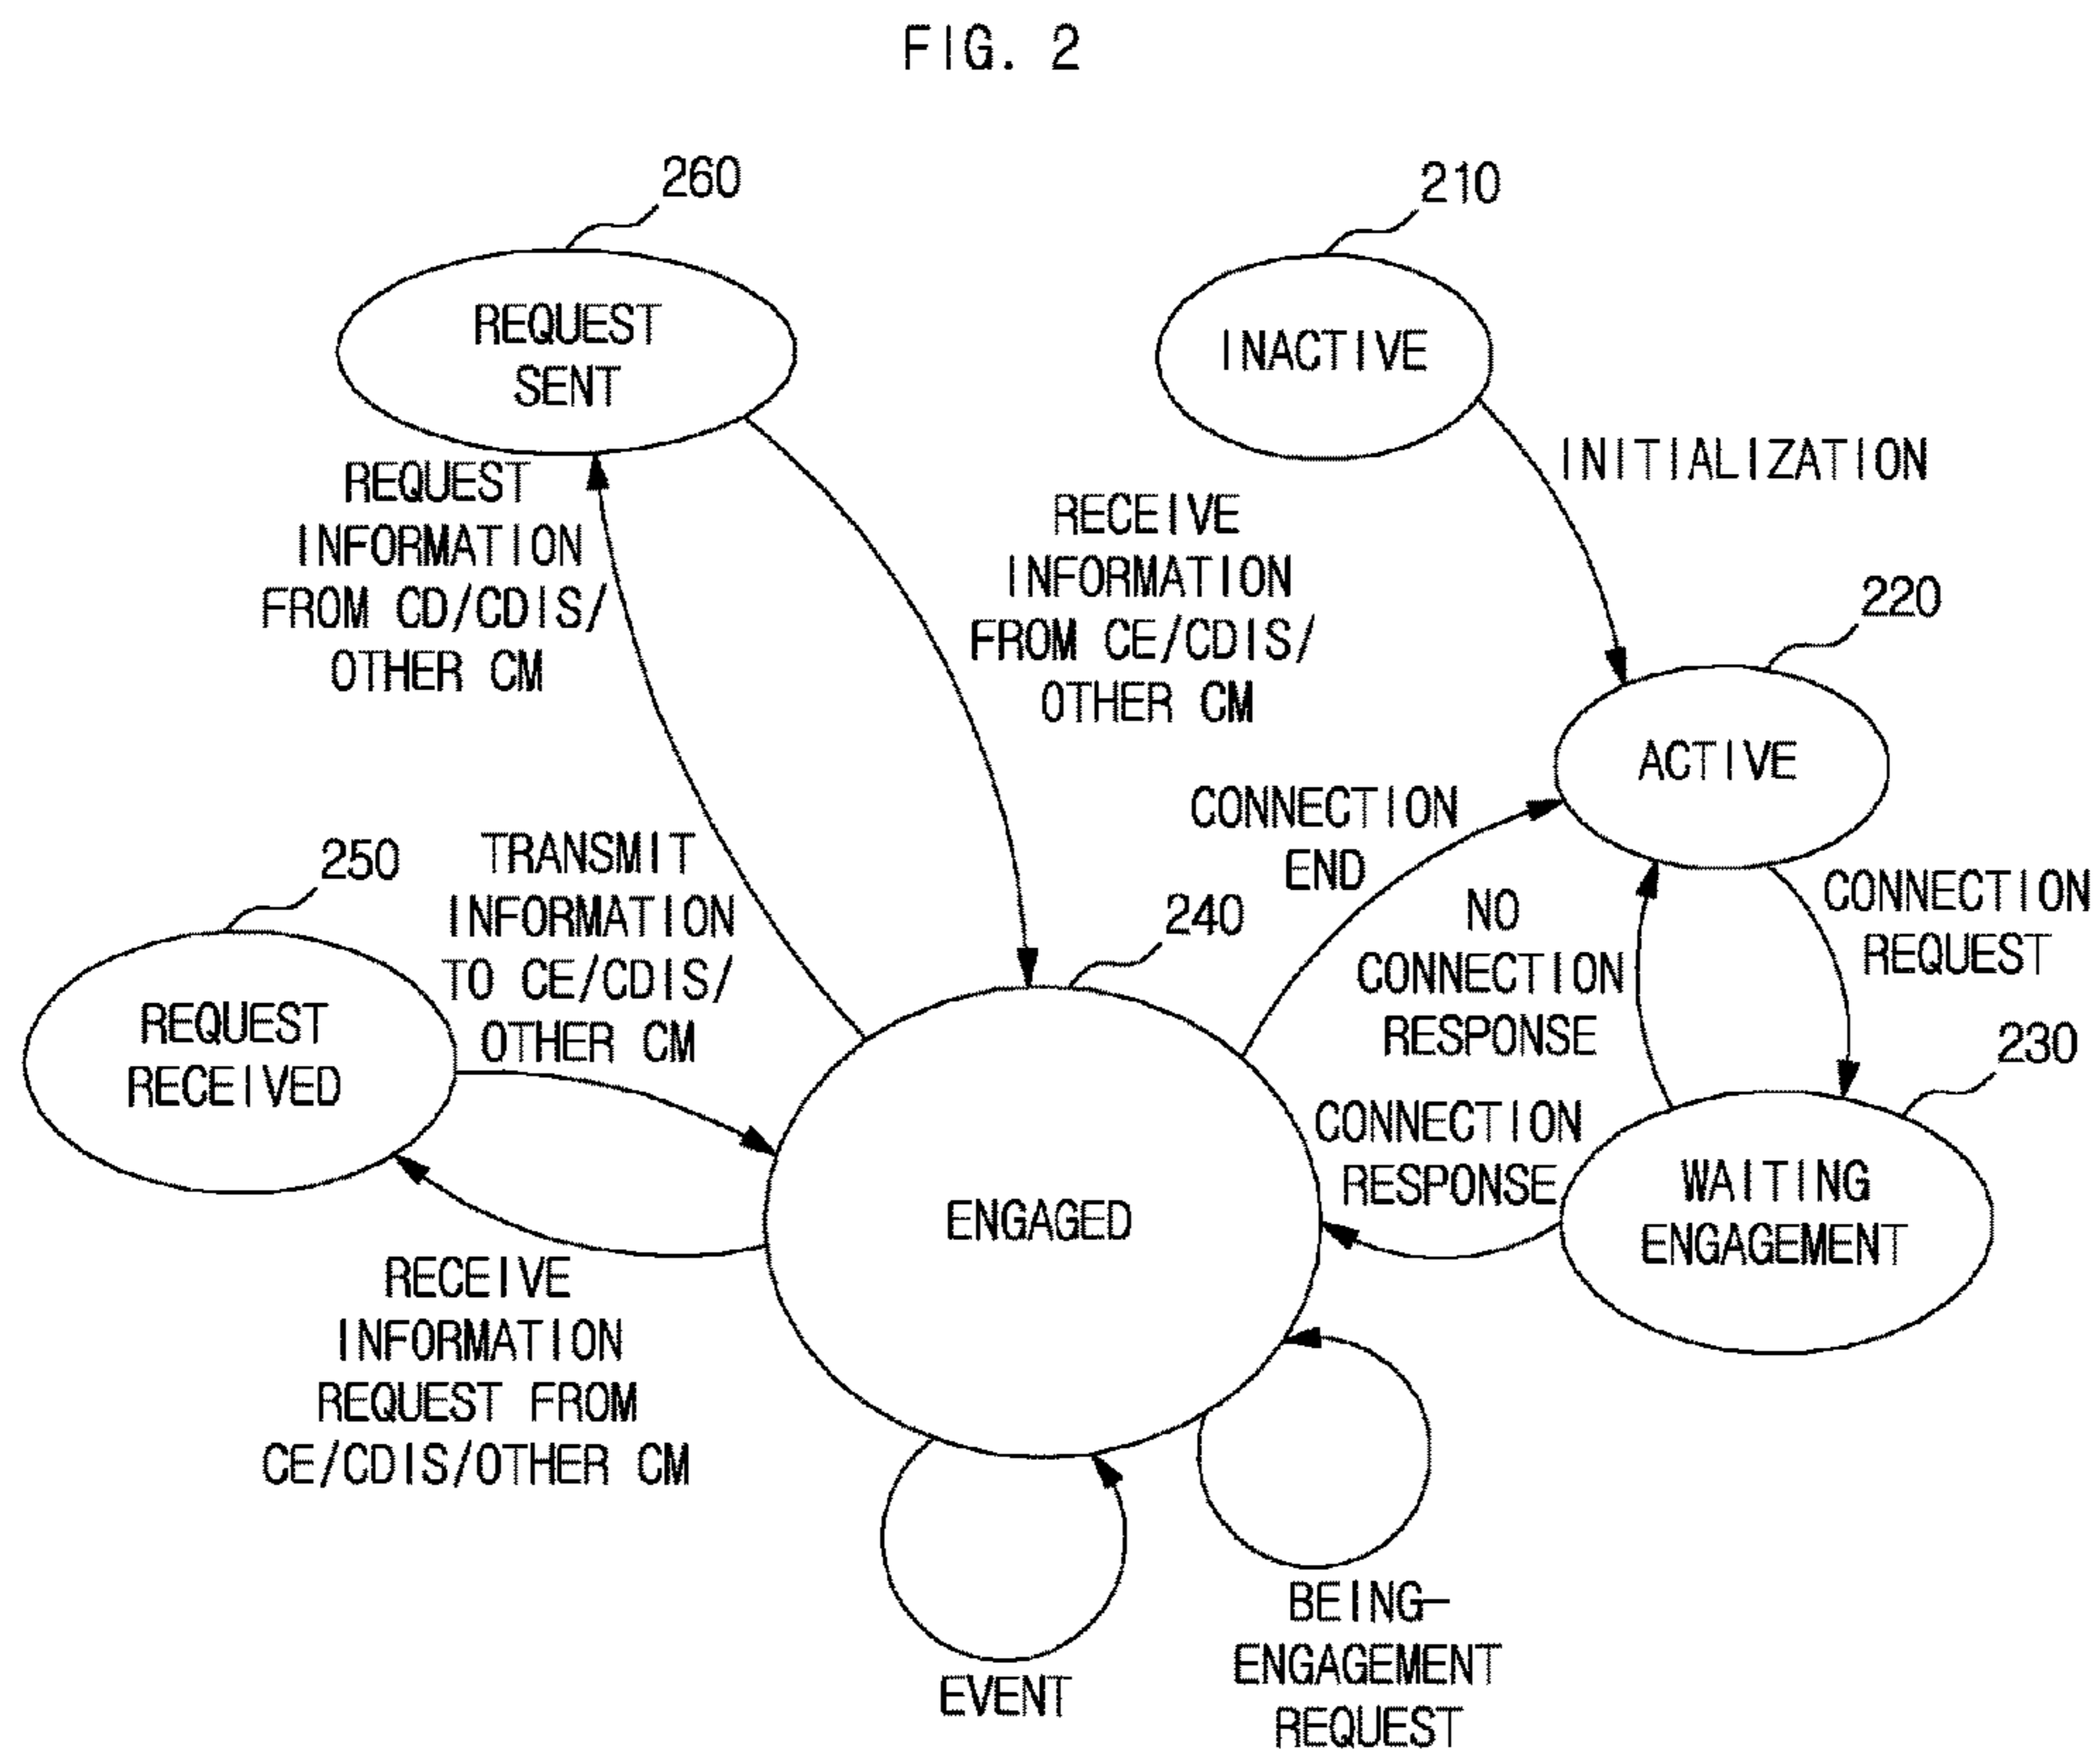 FIG. 2
260
210
REQUEST
SENT
INACTIVE
REQUEST
INFORMATION
FROM CD/CDIS/
OTHER CM
RECEIVE
INFORMATION
FROM CE/CDIS/
OTHER CM
INITIALIZATION
220
ACTIVE
CONNECTION
END
250
TRANSMIT
INFORMATION
TO CE/CDIS/
OTHER CM
240
NO
CONNECTION
RESPONSE
CONNECTION
REQUEST
230
REQUEST
RECEIVED
CONNECTION
RESPONSE
WAITING
ENGAGEMENT
ENGAGED
RECEIVE
INFORMATION
REQUEST FROM
CE/CDIS/OTHER CM
EVENT
BEING-
ENGAGEMENT
REQUEST